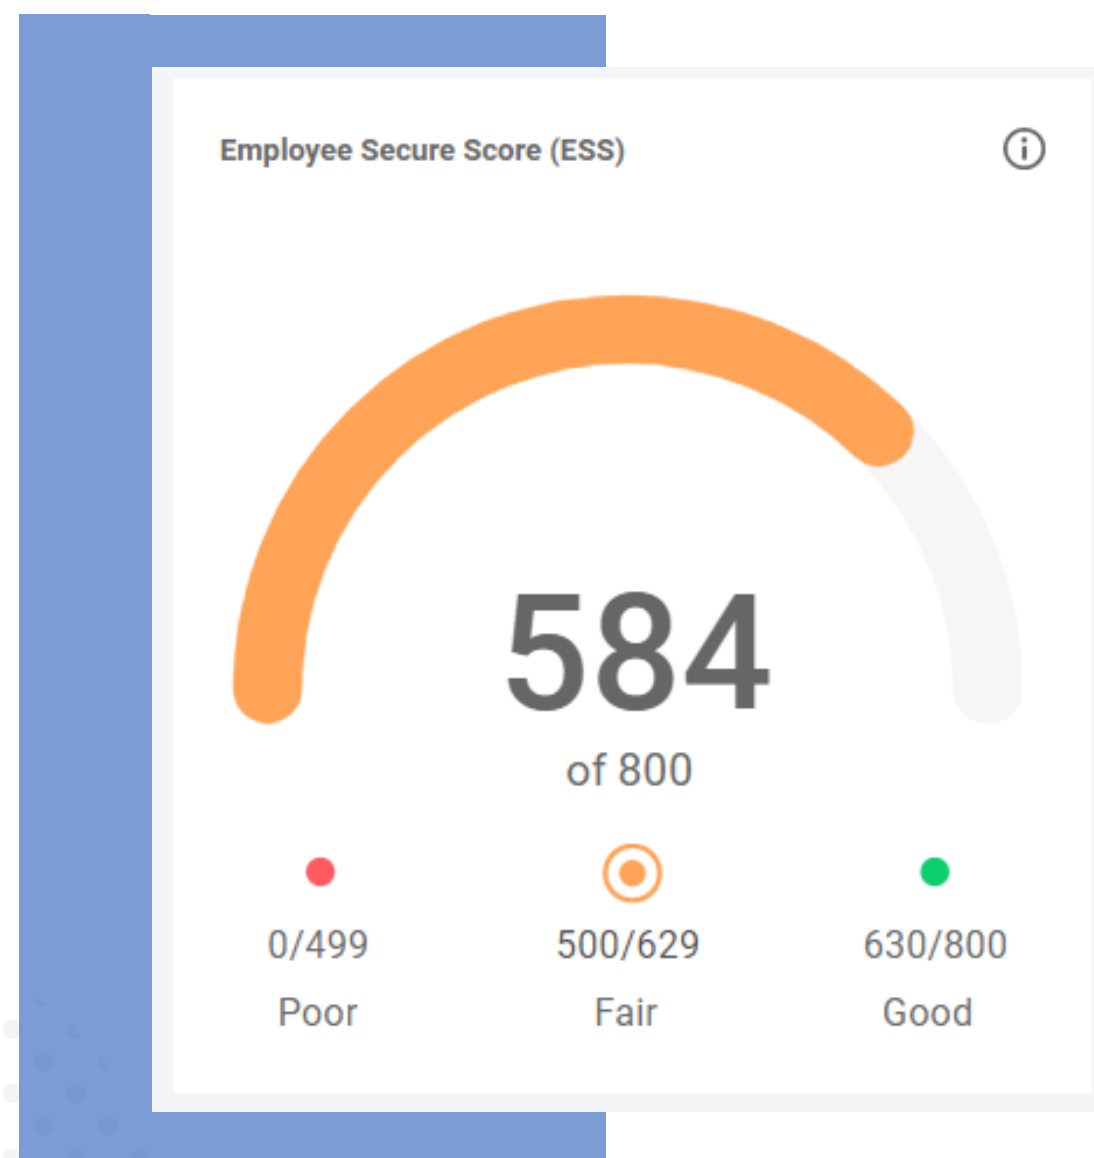 Employee Secure Score (ESS)
584
of 800
0/499 500/629 630/800
Poor Fair Good